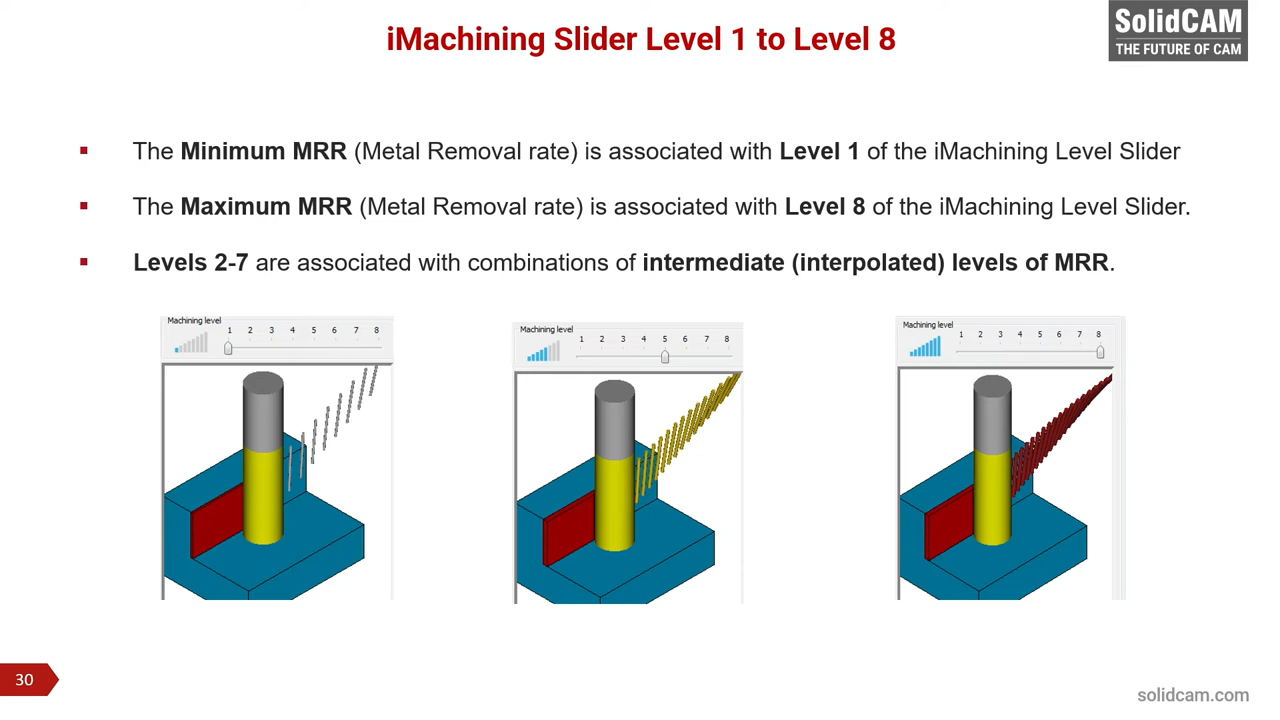 SolidCAM
THE FUTURE OF CAM
iMachining Slider Level 1 to Level 8
▪ The Minimum MRR (Metal Removal rate) is associated with Level 1 of the iMachining Level Slider
▪ The Maximum MRR (Metal Removal rate) is associated with Level 8 of the iMachining Level Slider.
▪ Levels 2-7 are associated with combinations of intermediate (interpolated) levels of MRR.
Machining level
1 2 3 4 5 6 7 8
Machining level
1 2 3 4 5 6 7 8
Machining level
1 2 3 4 5 6 7 8
30
solidcam.com